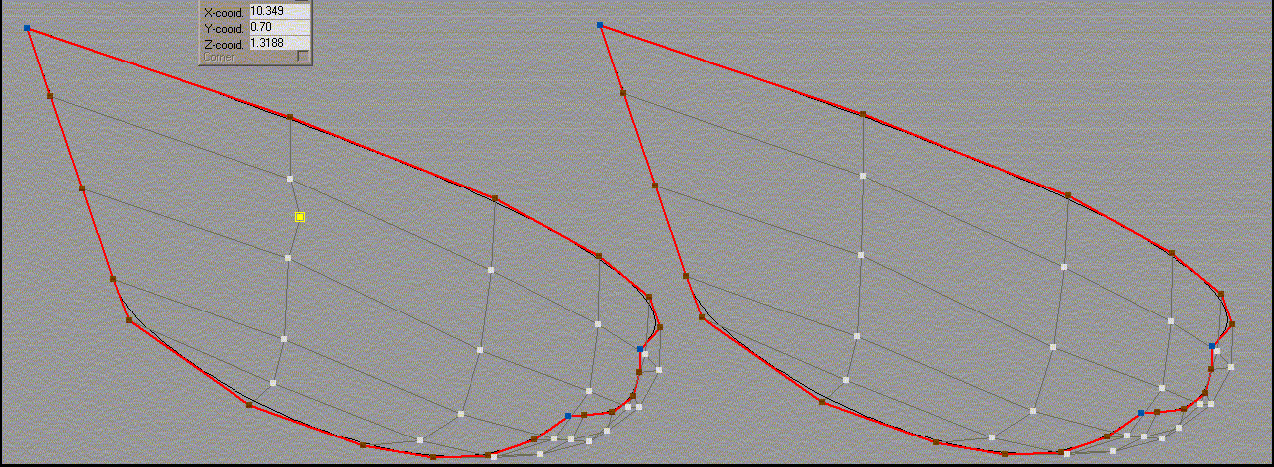 X-coord. 10.349
Y-coord. 0.70
Z-coord. 1.3188
Corner